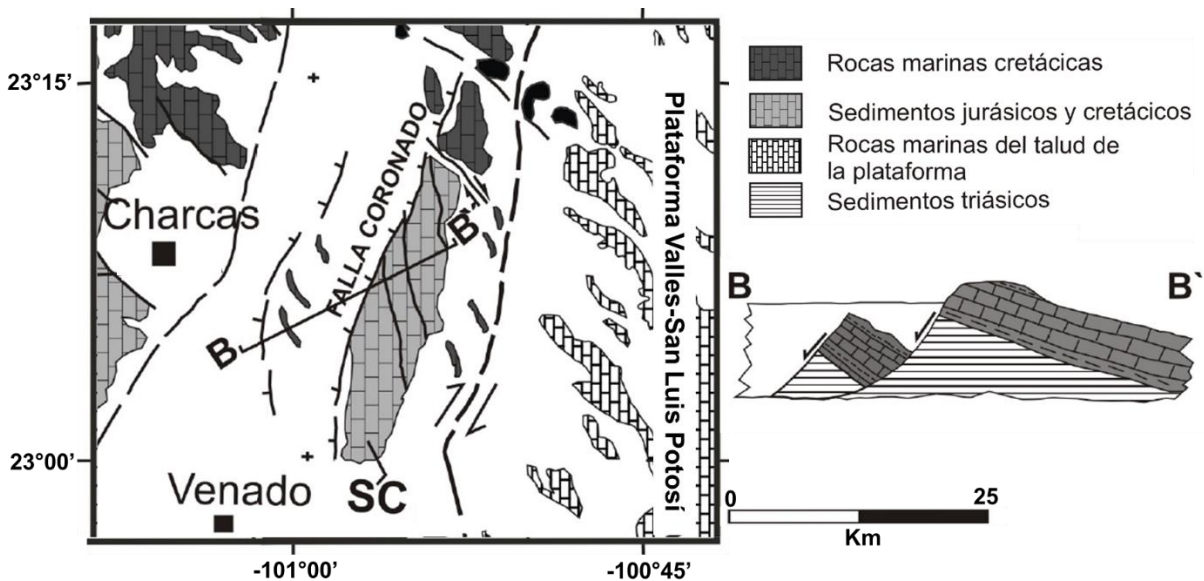 23°15'
23°00'
-101°00'
-100°45'
Charcas
Venado
FALLA CORONADO
B
B'
SC
Plataforma Valles-San Luis Potosí
Rocas marinas cretácicas
Sedimentos jurásicos y cretácicos
Rocas marinas del talud de
la plataforma
Sedimentos triásicos
B
B`
0
25
Km